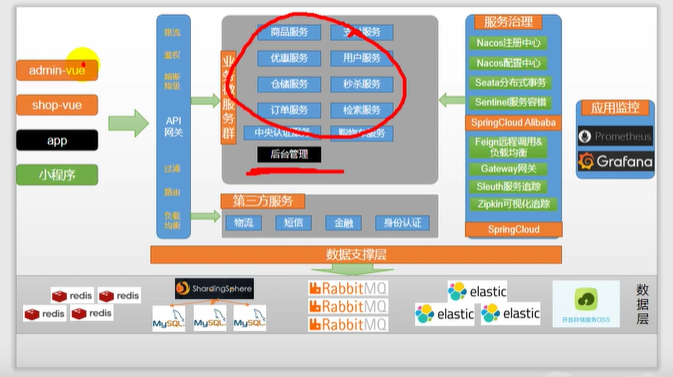 admin-vue
shop-vue
app
小程序
限流
鉴权
熔断
降级
API
网关
过滤
路由
负载
均衡
业务微服务群
商品服务
支付服务
优惠服务
用户服务
仓储服务
秒杀服务
订单服务
检索服务
中央认证服务
购物车服务
后台管理
第三方服务
物流
短信
金融
身份认证
服务治理
Nacos注册中心
Nacos配置中心
Seata分布式事务
Sentinel服务容错
SpringCloud Alibaba
Feign远程调用&
负载均衡
Gateway网关
Sleuth服务追踪
Zipkin可视化追踪
SpringCloud
应用监控
Prometheus
Grafana
数据支撑层
redis
redis
redis
redis
ShardingSphere
MySQL
MySQL
MySQL
RabbitMQ
RabbitMQ
RabbitMQ
elastic
elastic
elastic
开放存储服务OSS
数据层